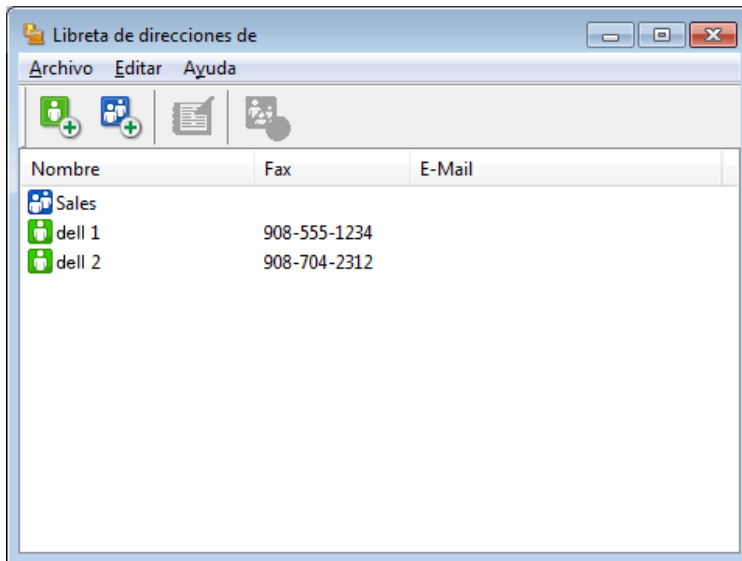 Libreta de direcciones de
Archivo Editar Ayuda
Nombre Fax E-Mail
Sales
dell 1 908-555-1234
dell 2 908-704-2312